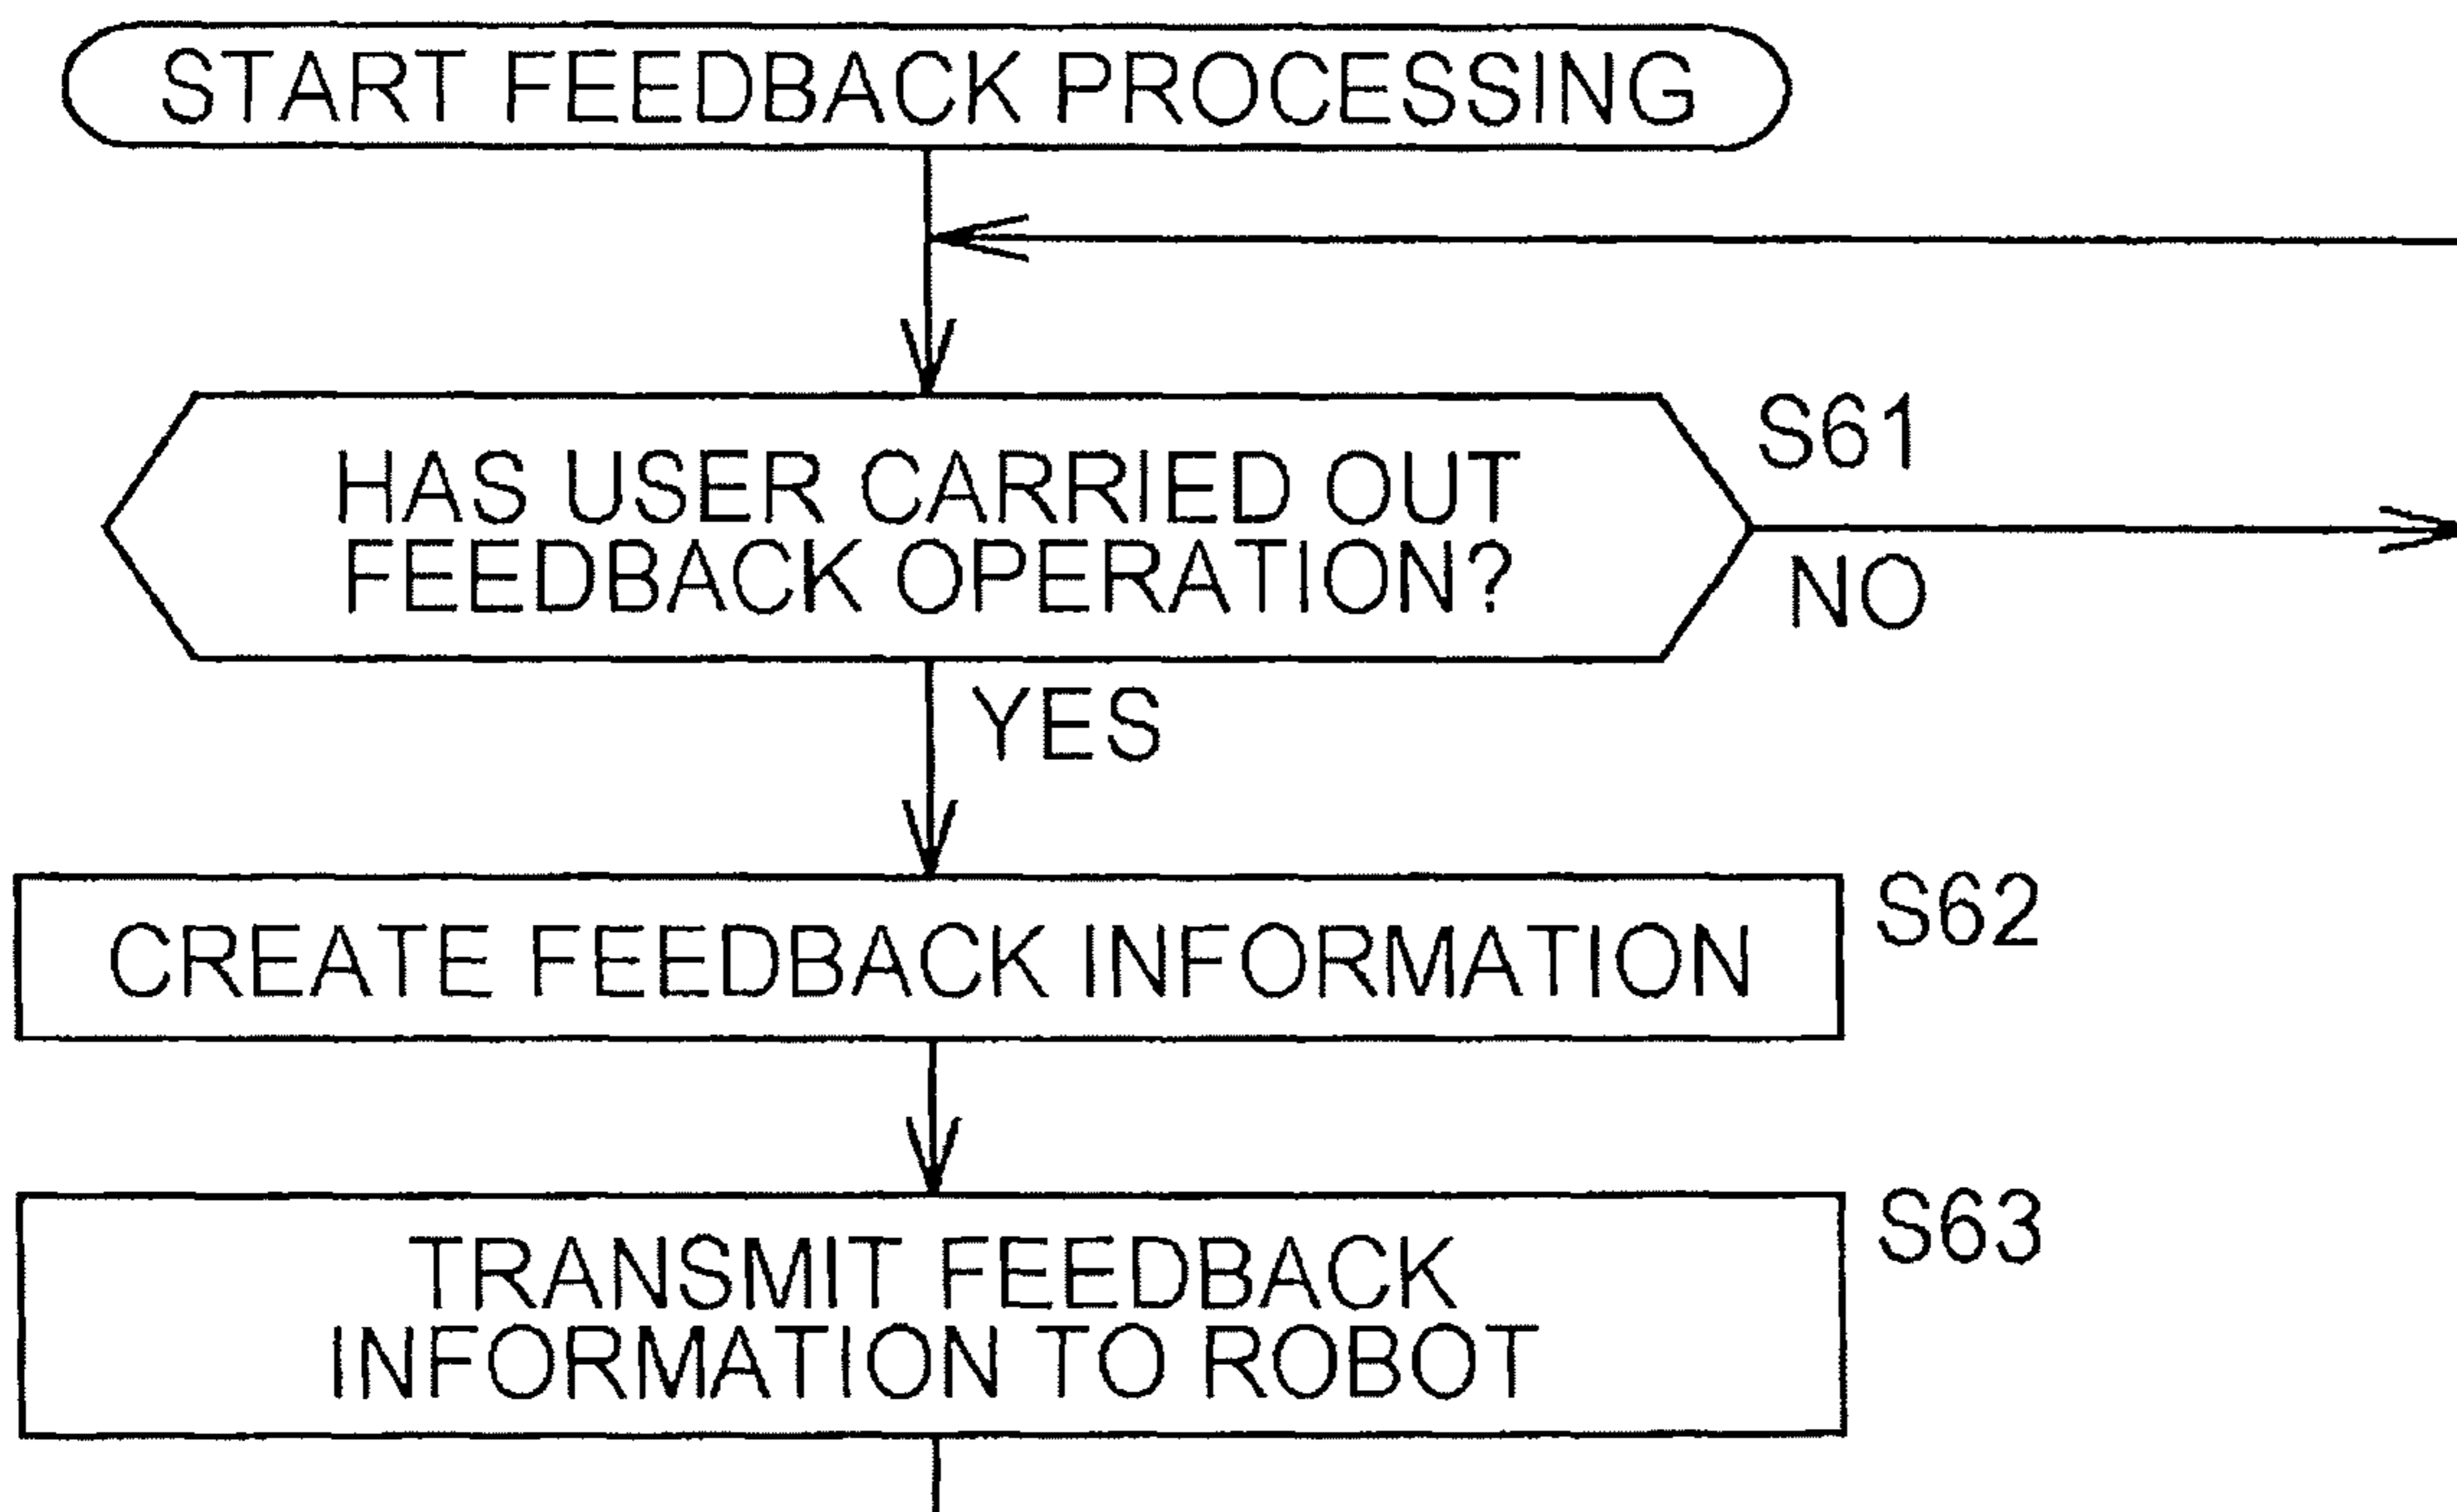 START FEEDBACK PROCESSING
HAS USER CARRIED OUT
FEEDBACK OPERATION?
S61
NO
YES
CREATE FEEDBACK INFORMATION
S62
TRANSMIT FEEDBACK
INFORMATION TO ROBOT
S63